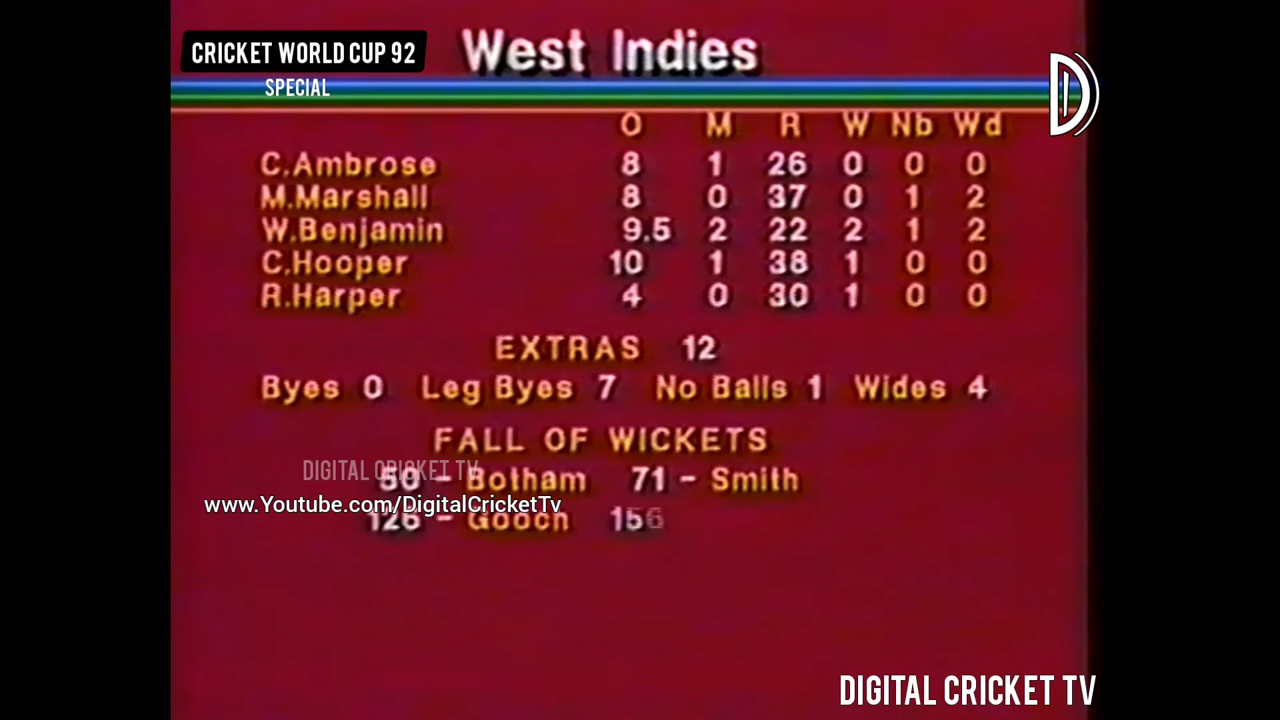 CRICKET WORLD CUP 92
SPECIAL
West Indies
D
O M R W Nb Wd
C.Ambrose 8 1 26 0 0 0
M.Marshall 8 0 37 0 1 2
W.Benjamin 9.5 2 22 2 1 2
C.Hooper 10 1 38 1 0 0
R.Harper 4 0 30 1 0 0
EXTRAS 12
Byes 0 Leg Byes 7 No Balls 1 Wides 4
FALL OF WICKETS
DIGITAL CRICKET TV
50 - Botham 71 - Smith
www.Youtube.com/DigitalCricketTv
126 - Gooch 156
DIGITAL CRICKET TV